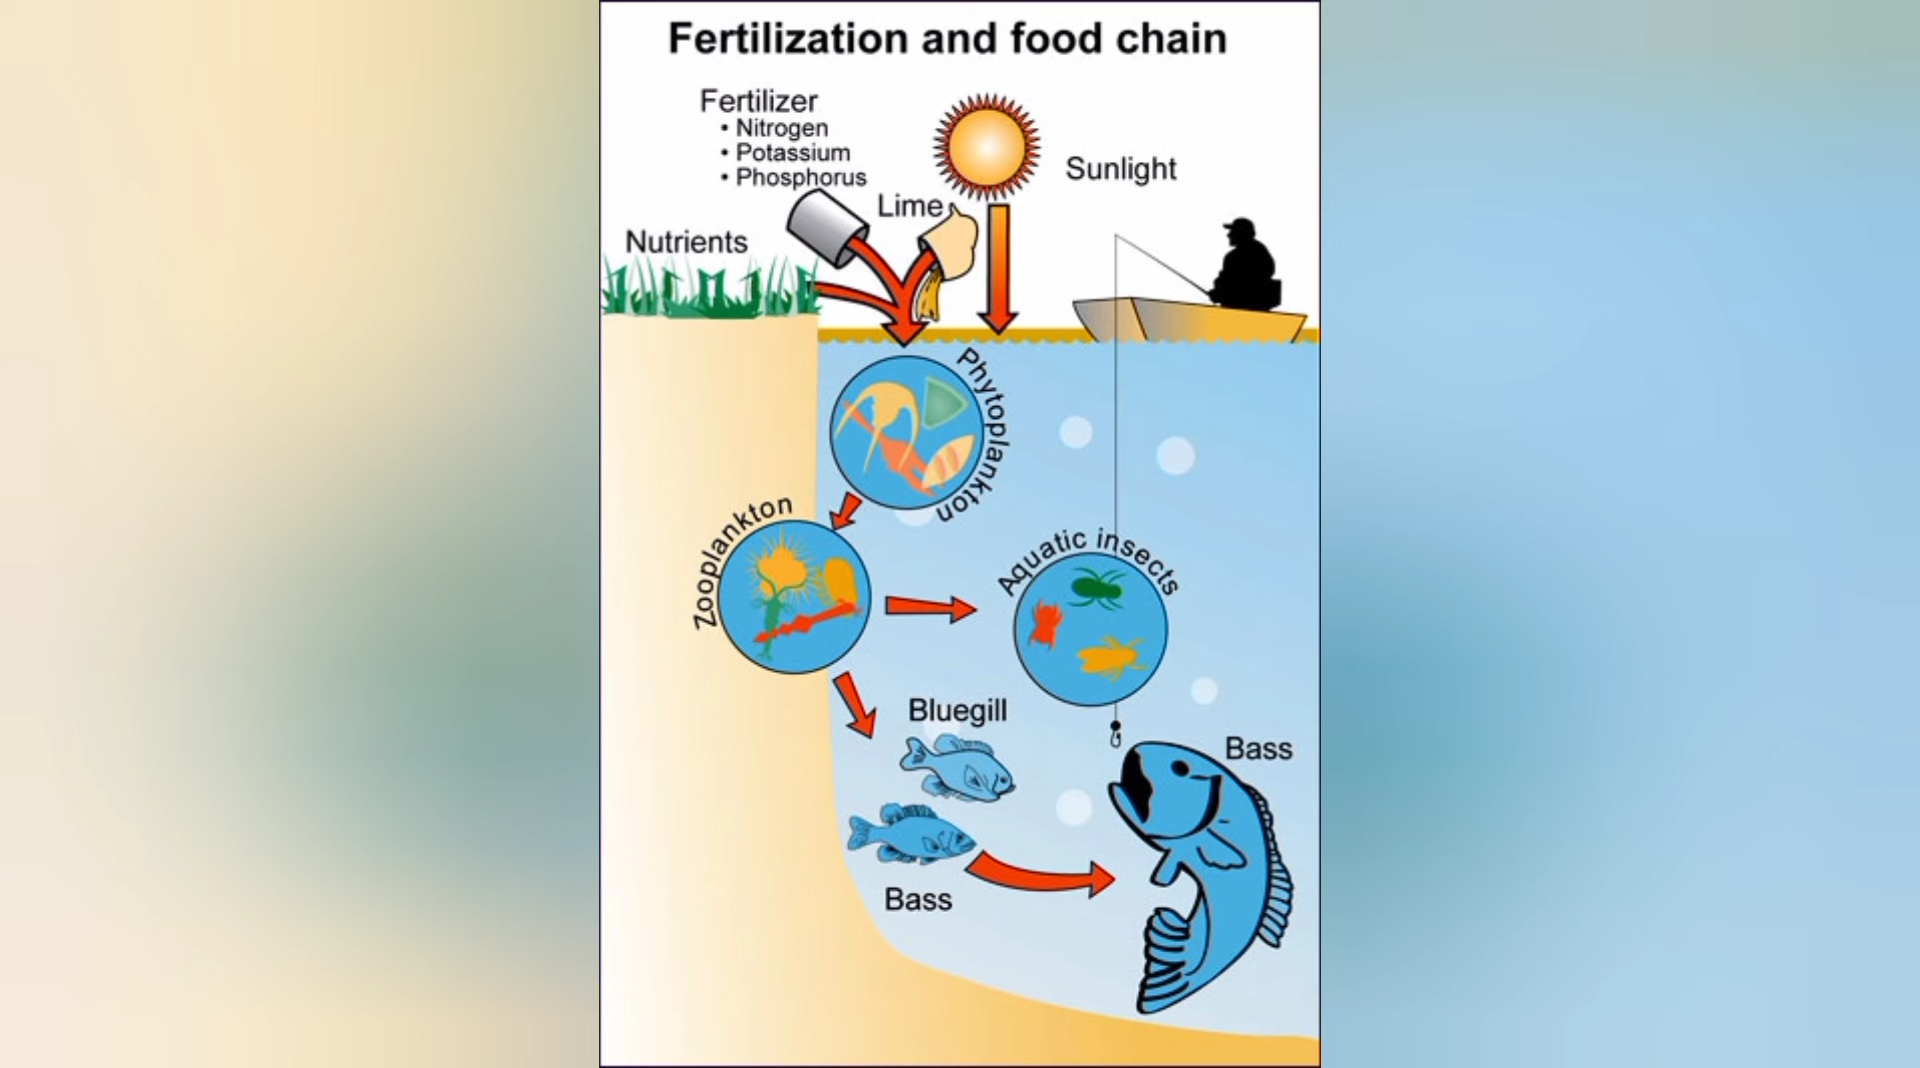 Fertilization and food chain
Fertilizer
• Nitrogen
• Potassium
• Phosphorus
Sunlight
Lime
Nutrients
Phytoplankton
Zooplankton
Aquatic insects
Bluegill
Bass
Bass